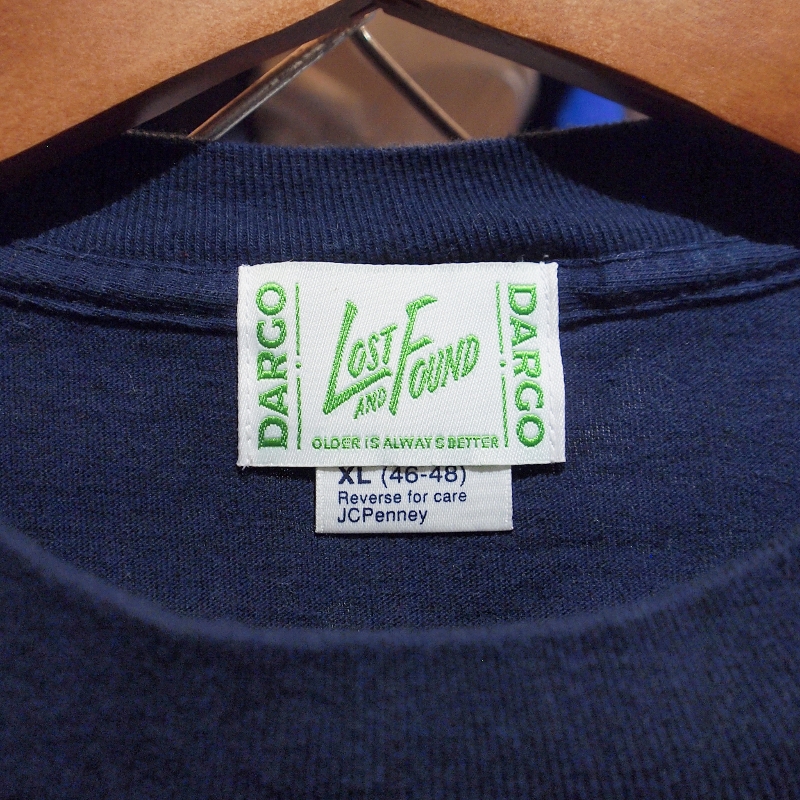 DARGO
LOST
AND FOUND
DARGO
OLDER IS ALWAYS BETTER
XL (46-48)
Reverse for care
JCPenney